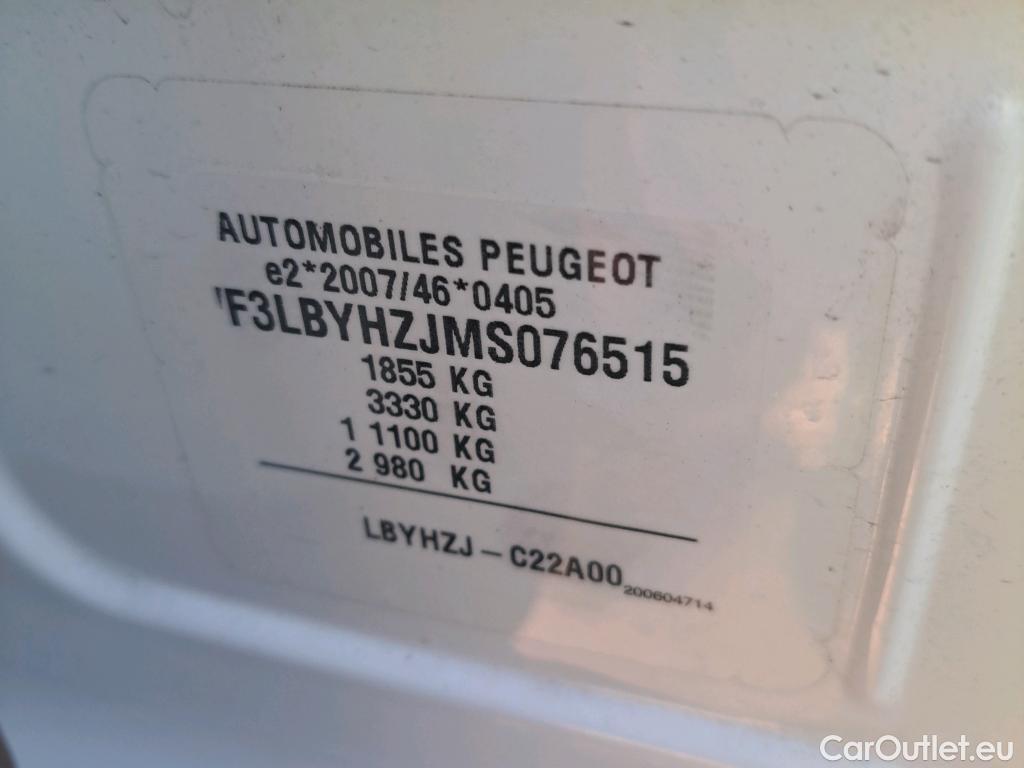 AUTOMOBILES PEUGEOT
e2*2007/46*0405
VF3LBYHZJMS076515
1855 KG
3330 KG
1 1100 KG
2 980 KG
LBYHZJ - C22A00
200604714
CarOutlet.eu